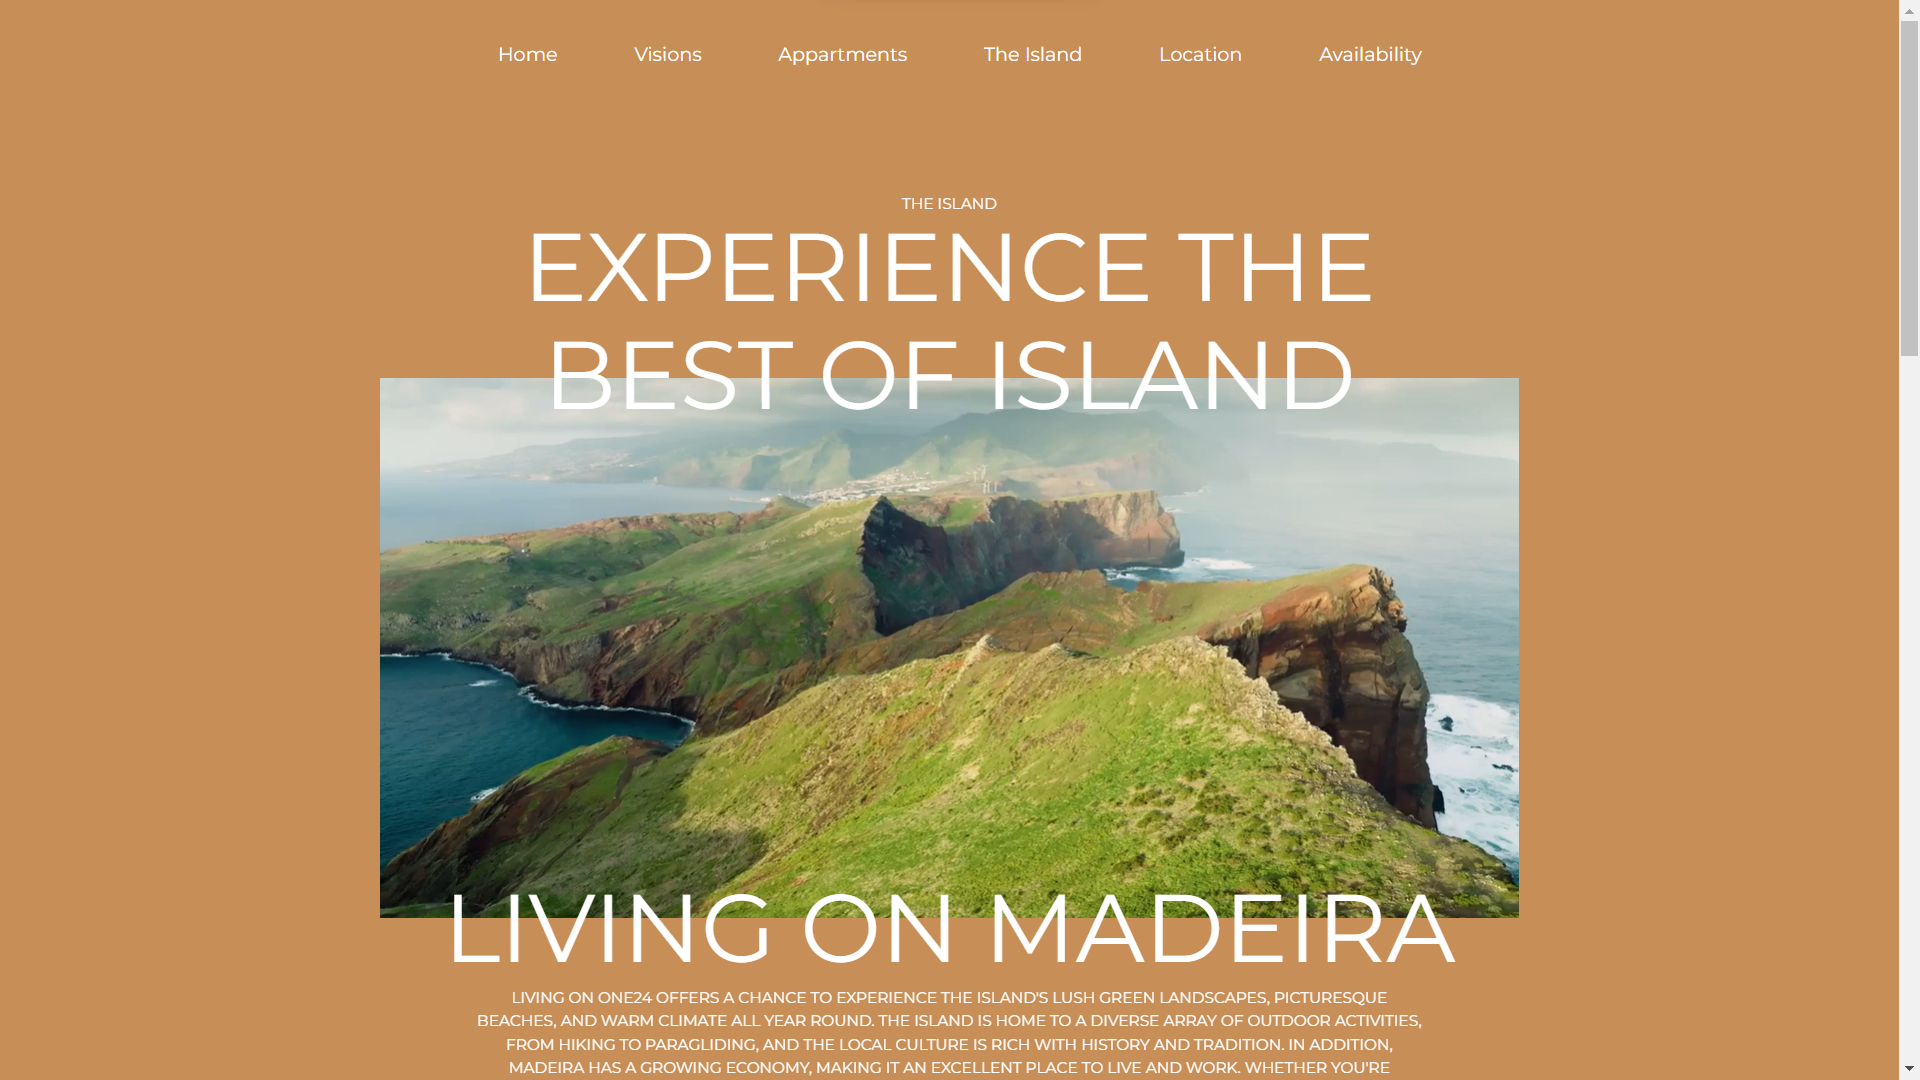 Home Visions Appartments The Island Location Availability
THE ISLAND
EXPERIENCE THE
BEST OF ISLAND
LIVING ON MADEIRA
LIVING ON ONE24 OFFERS A CHANCE TO EXPERIENCE THE ISLAND'S LUSH GREEN LANDSCAPES, PICTURESQUE
BEACHES, AND WARM CLIMATE ALL YEAR ROUND. THE ISLAND IS HOME TO A DIVERSE ARRAY OF OUTDOOR ACTIVITIES,
FROM HIKING TO PARAGLIDING, AND THE LOCAL CULTURE IS RICH WITH HISTORY AND TRADITION. IN ADDITION,
MADEIRA HAS A GROWING ECONOMY, MAKING IT AN EXCELLENT PLACE TO LIVE AND WORK. WHETHER YOU'RE